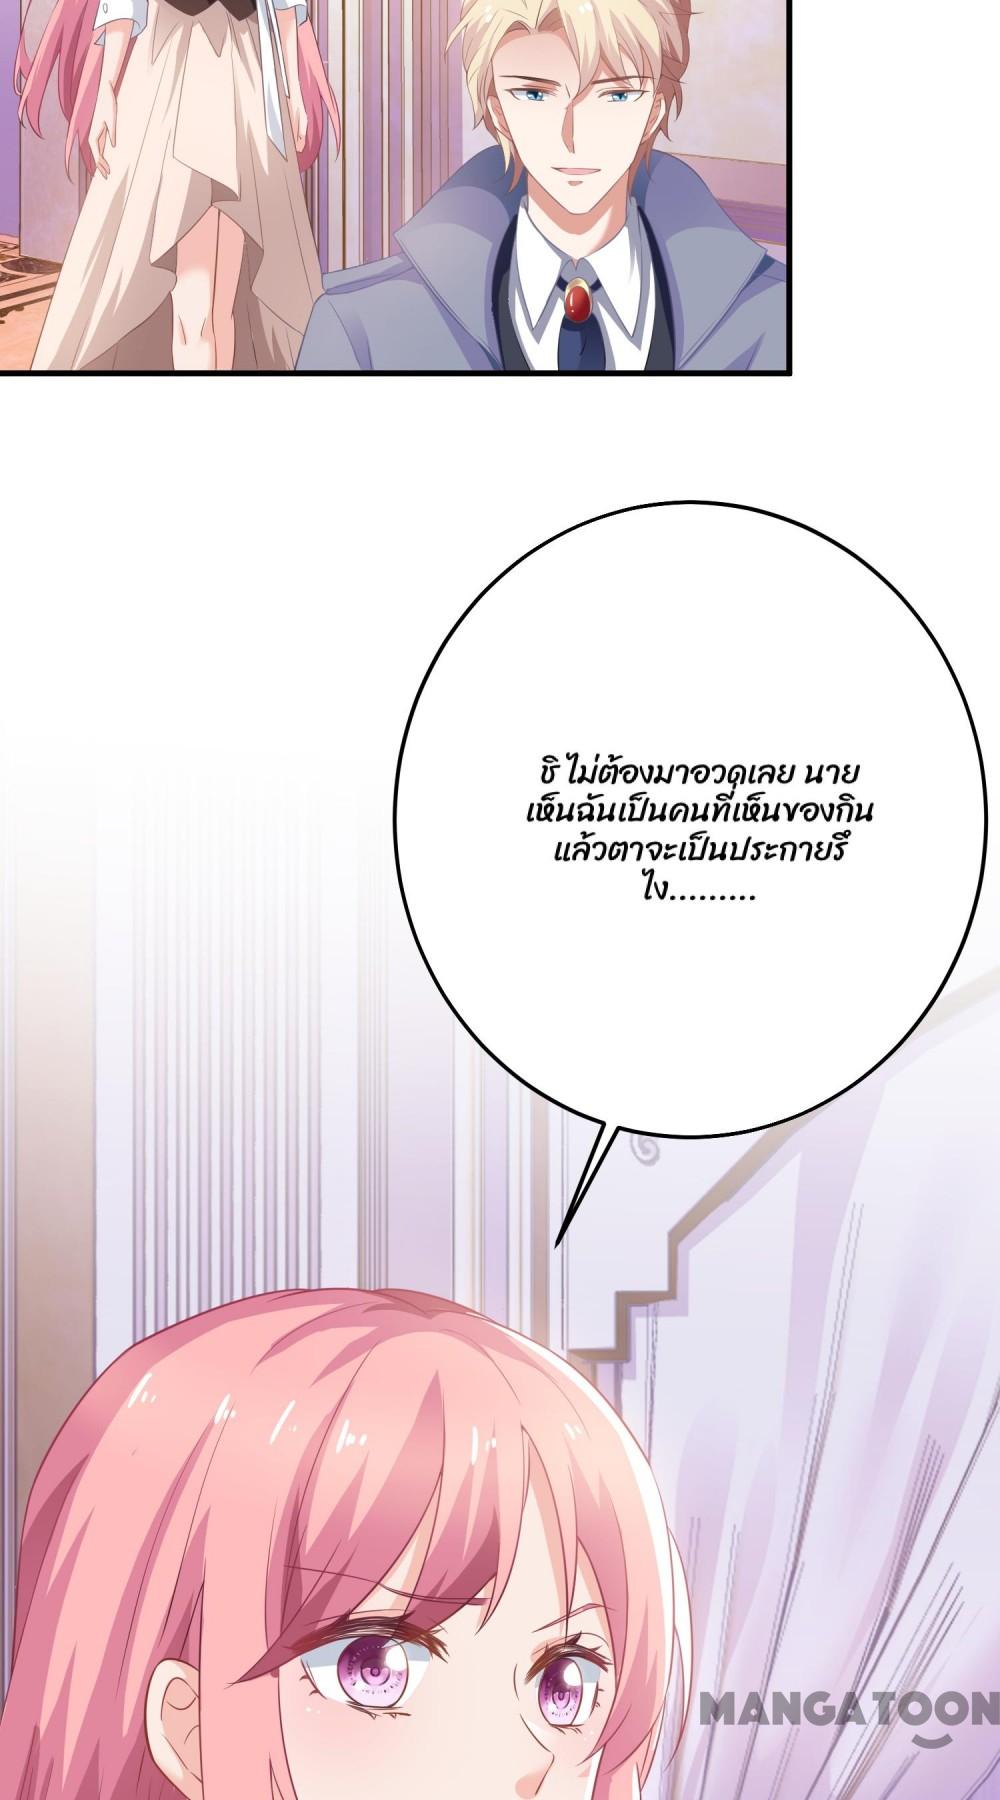 ชิ ไม่ต้องมาอวดเลย นาย
เห็นฉันเป็นคนที่เห็นของกิน
แล้วตาจะเป็นประกายรึ
ไง.........
MANGATOON